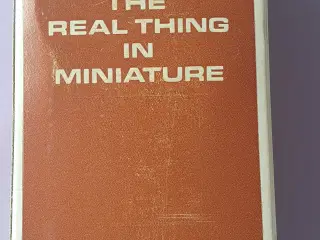 THE
REAL THING
IN
MINIATURE